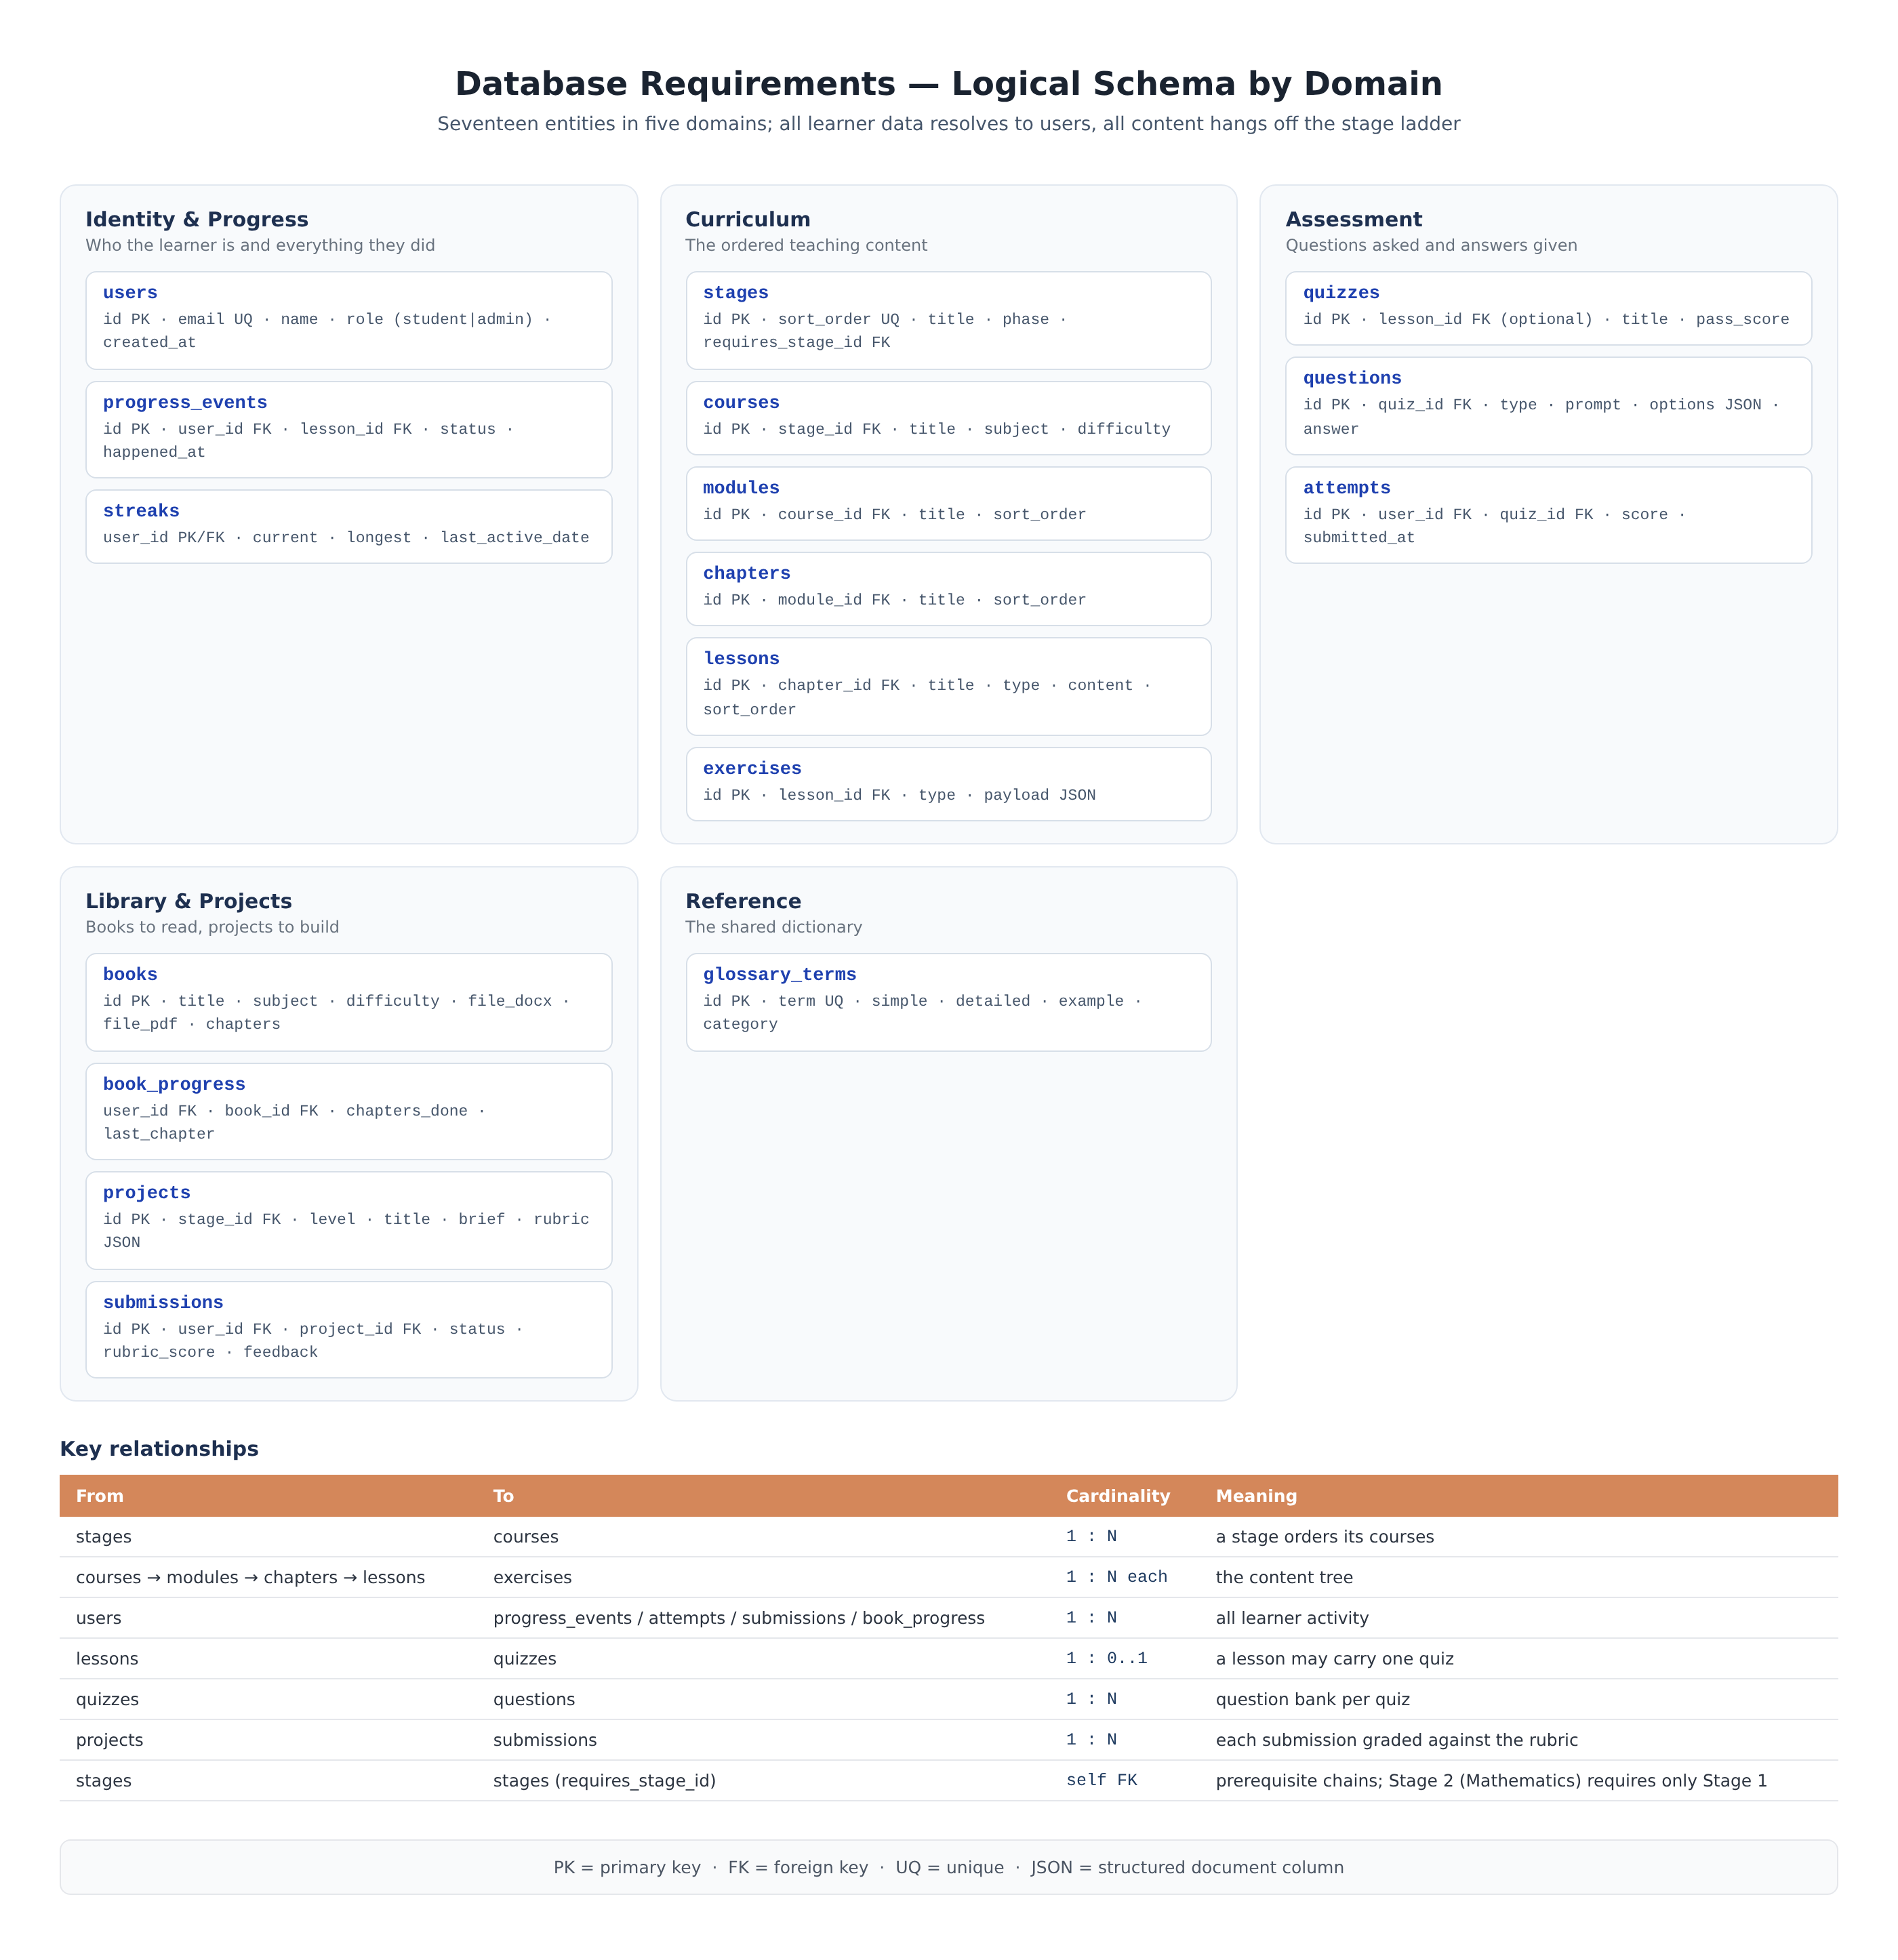 Database Requirements — Logical Schema by Domain
Seventeen entities in five domains; all learner data resolves to users, all content hangs off the stage ladder
Identity & Progress
Who the learner is and everything they did
users
id PK · email UQ · name · role (student|admin) ·
created_at
progress_events
id PK · user_id FK · lesson_id FK · status ·
happened_at
streaks
user_id PK/FK · current · longest · last_active_date
Curriculum
The ordered teaching content
stages
id PK · sort_order UQ · title · phase ·
requires_stage_id FK
courses
id PK · stage_id FK · title · subject · difficulty
modules
id PK · course_id FK · title · sort_order
chapters
id PK · module_id FK · title · sort_order
lessons
id PK · chapter_id FK · title · type · content ·
sort_order
exercises
id PK · lesson_id FK · type · payload JSON
Assessment
Questions asked and answers given
quizzes
id PK · lesson_id FK (optional) · title · pass_score
questions
id PK · quiz_id FK · type · prompt · options JSON ·
answer
attempts
id PK · user_id FK · quiz_id FK · score ·
submitted_at
Library & Projects
Books to read, projects to build
books
id PK · title · subject · difficulty · file_docx ·
file_pdf · chapters
book_progress
user_id FK · book_id FK · chapters_done ·
last_chapter
projects
id PK · stage_id FK · level · title · brief · rubric
JSON
submissions
id PK · user_id FK · project_id FK · status ·
rubric_score · feedback
Reference
The shared dictionary
glossary_terms
id PK · term UQ · simple · detailed · example ·
category
Key relationships
From To Cardinality Meaning
stages courses 1 : N a stage orders its courses
courses → modules → chapters → lessons exercises 1 : N each the content tree
users progress_events / attempts / submissions / book_progress 1 : N all learner activity
lessons quizzes 1 : 0..1 a lesson may carry one quiz
quizzes questions 1 : N question bank per quiz
projects submissions 1 : N each submission graded against the rubric
stages stages (requires_stage_id) self FK prerequisite chains; Stage 2 (Mathematics) requires only Stage 1
PK = primary key · FK = foreign key · UQ = unique · JSON = structured document column